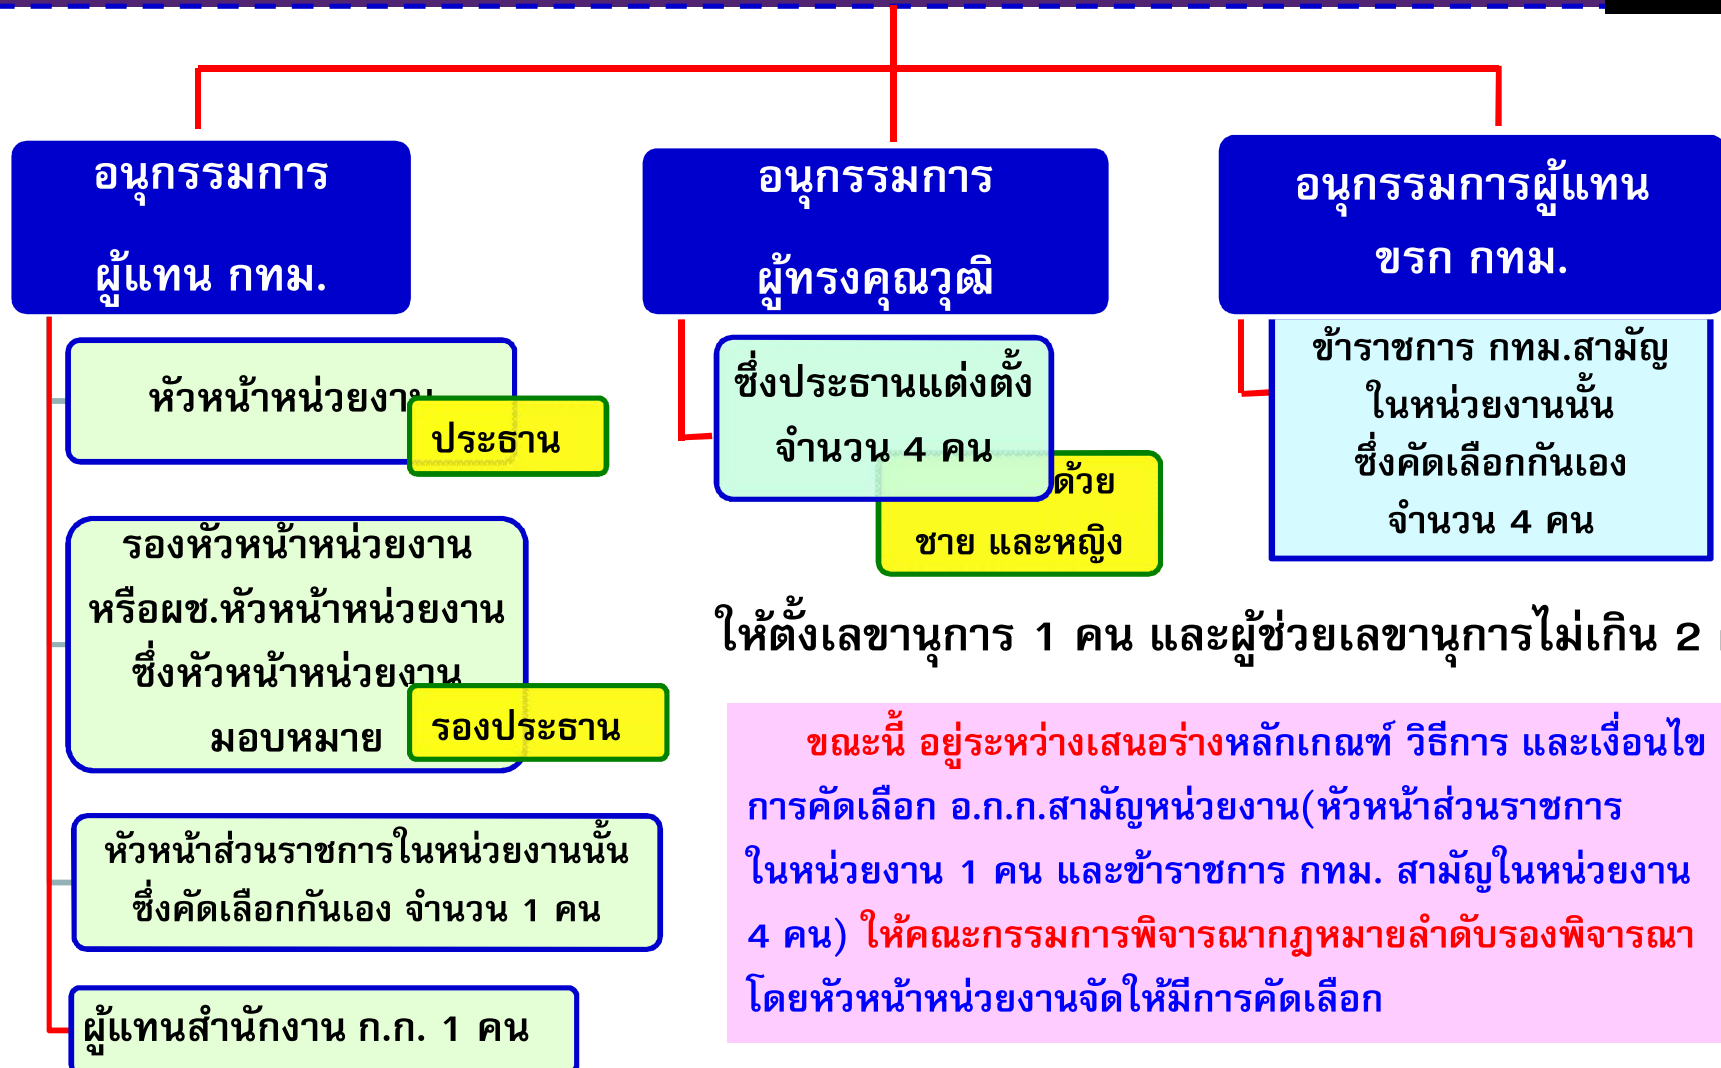 อนุกรรมการ
ผู้แทน กทม.
หัวหน้าหน่วยงาน
ประธาน
รองหัวหน้าหน่วยงาน
หรือผช.หัวหน้าหน่วยงาน
ซึ่งหัวหน้าหน่วยงาน
มอบหมาย
รองประธาน
หัวหน้าส่วนราชการในหน่วยงานนั้น
ซึ่งคัดเลือกกันเอง จำนวน 1 คน
ผู้แทนสำนักงาน ก.ก. 1 คน
อนุกรรมการ
ผู้ทรงคุณวุฒิ
ซึ่งประธานแต่งตั้ง
จำนวน 4 คน
ด้วย
ชาย และหญิง
อนุกรรมการผู้แทน
ขรก กทม.
ข้าราชการ กทม.สามัญ
ในหน่วยงานนั้น
ซึ่งคัดเลือกกันเอง
จำนวน 4 คน
ให้ตั้งเลขานุการ 1 คน และผู้ช่วยเลขานุการไม่เกิน 2
ขณะนี้ อยู่ระหว่างเสนอร่างหลักเกณฑ์ วิธีการ และเงื่อนไข
การคัดเลือก อ.ก.ก.สามัญหน่วยงาน(หัวหน้าส่วนราชการ
ในหน่วยงาน 1 คน และข้าราชการ กทม. สามัญในหน่วยงาน
4 คน) ให้คณะกรรมการพิจารณากฎหมายลำดับรองพิจารณา
โดยหัวหน้าหน่วยงานจัดให้มีการคัดเลือก